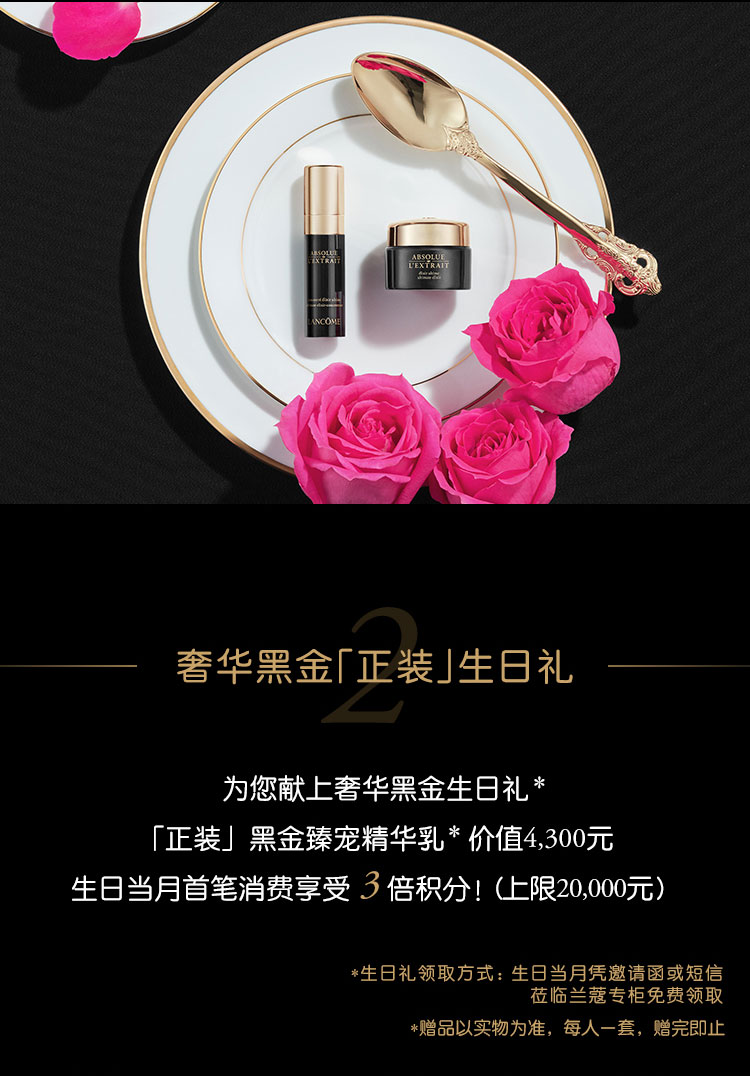 ABSOLUE
L'EXTRAIT
LANCÔME
ABSOLUE
L'EXTRAIT
élixir ultime
ultimate elixir
2
奢华黑金「正装」生日礼
为您献上奢华黑金生日礼*
「正装」黑金臻宠精华乳* 价值4,300元
生日当月首笔消费享受 3 倍积分!（上限20,000元）
*生日礼领取方式：生日当月凭邀请函或短信
莅临兰蔻专柜免费领取
*赠品以实物为准，每人一套，赠完即止